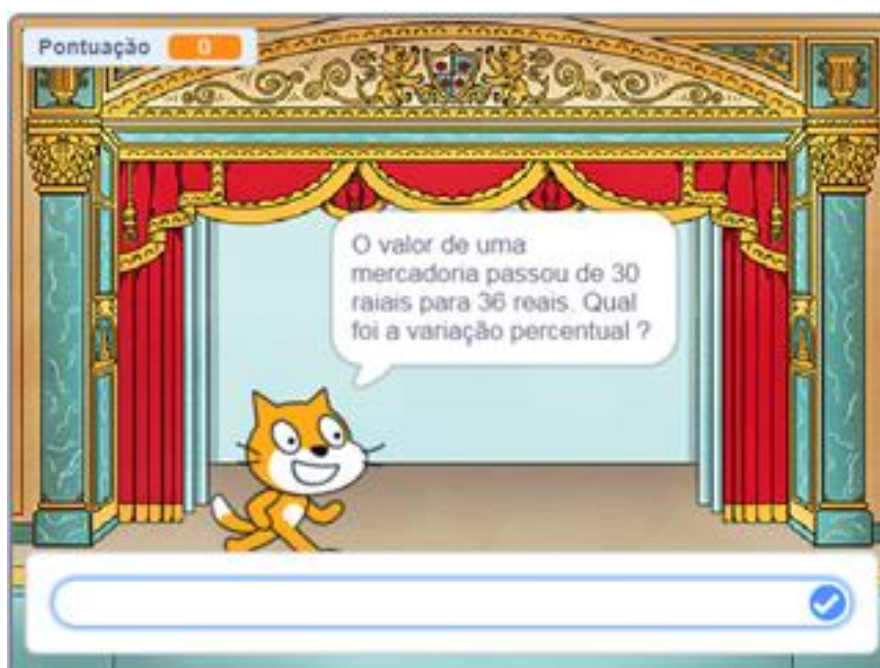 Pontuação 0
O valor de uma
mercadoria passou de 30
raiais para 36 reais. Qual
foi a variação percentual ?